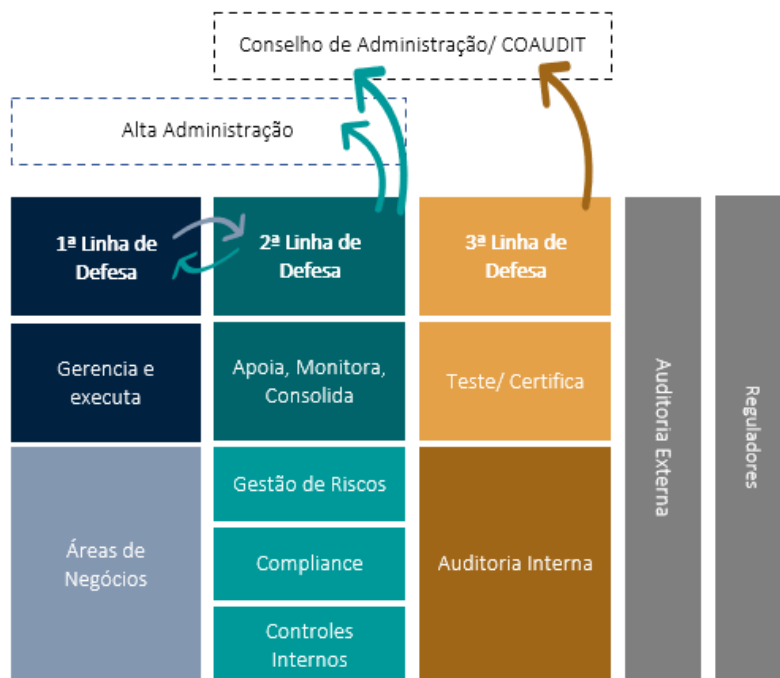 Conselho de Administração/ COAUDIT
Alta Administração
1ª Linha de
Defesa
2ª Linha de
Defesa
3ª Linha de
Defesa
Gerencia e
executa
Apoia, Monitora,
Consolida
Teste/ Certifica
Áreas de
Negócios
Gestão de Riscos
Compliance
Controles
Internos
Auditoria Interna
Auditoria Externa
Reguladores